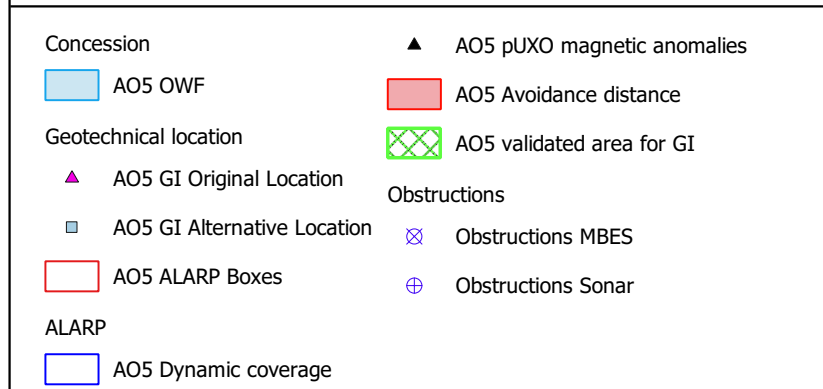 Concession
AO5 OWF
Geotechnical location
AO5 GI Original Location
AO5 GI Alternative Location
AO5 ALARP Boxes
ALARP
AO5 Dynamic coverage
AO5 pUXO magnetic anomalies
AO5 Avoidance distance
AO5 validated area for GI
Obstructions
Obstructions MBES
Obstructions Sonar